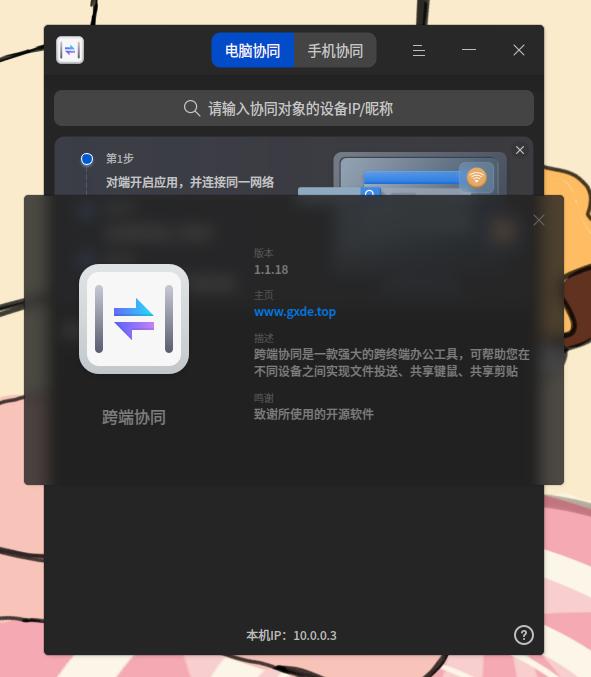 电脑协同
手机协同
请输入协同对象的设备IP/昵称
第1步
对端开启应用，并连接同一网络
版本
1.1.18
主页
www.gxde.top
描述
跨端协同是一款强大的跨终端办公工具，可帮助您在
不同设备之间实现文件投送、共享键鼠、共享剪贴
鸣谢
致谢所使用的开源软件
跨端协同
本机IP：10.0.0.3